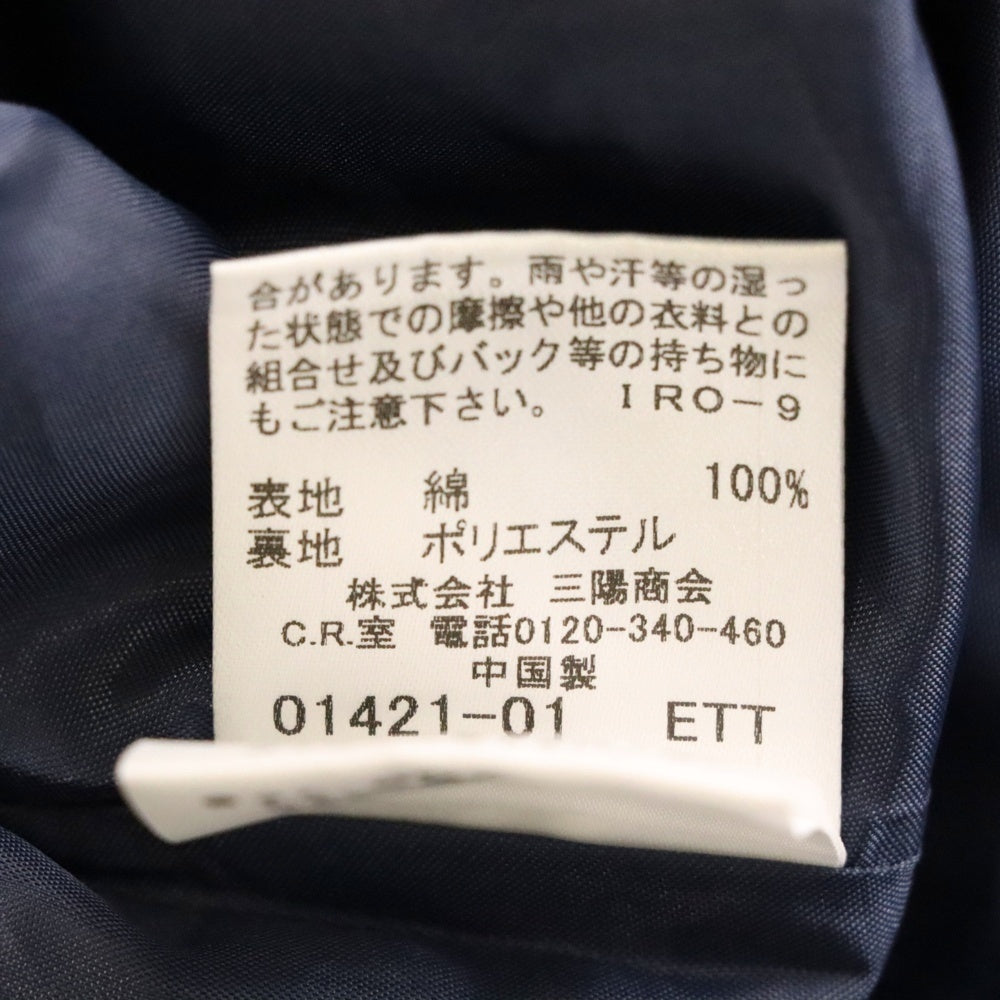 合があります。雨や汗等の湿っ
た状態での摩擦や他の衣料との
組合せ及びバック等の持ち物に
もご注意下さい。 IRO-9
表地 綿 100%
裏地 ポリエステル
株式会社 三陽商会
C.R.室 電話0120-340-460
中国製
01421-01 ETT